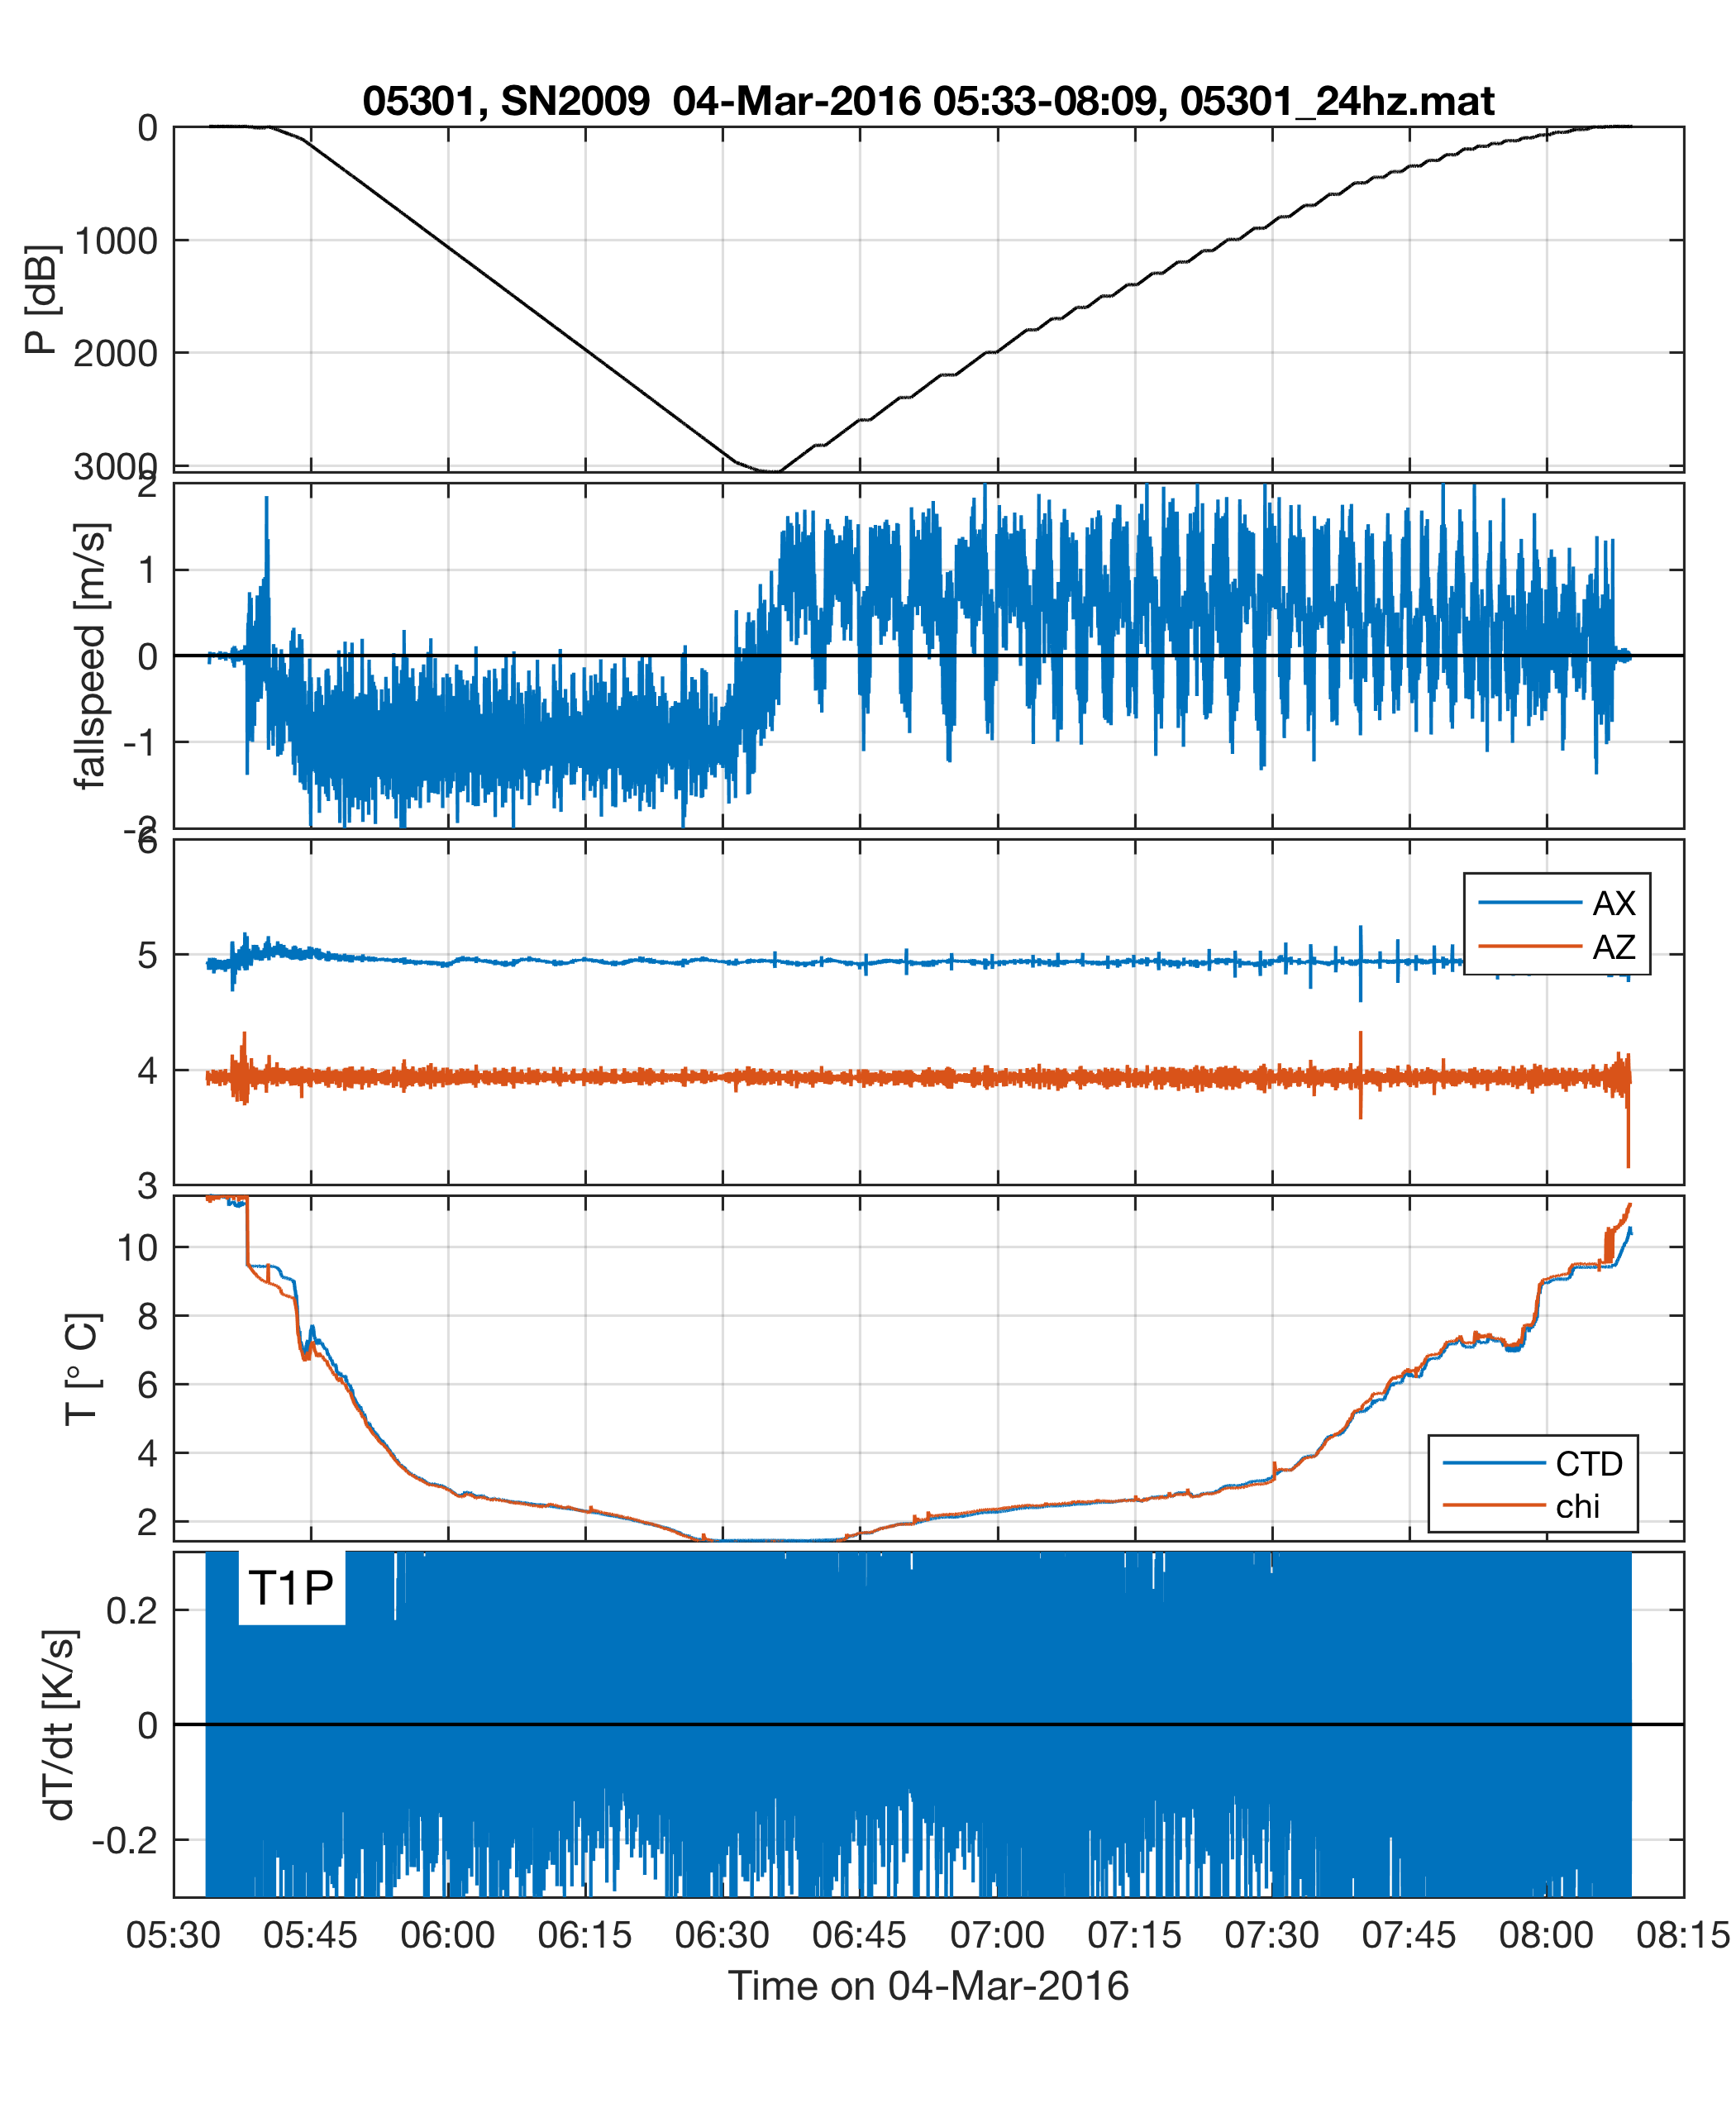 05301, SN2009  04-Mar-2016 05:33-08:09, 05301_24hz.mat
0
1000
2000
3000
P [dB]
2
1
0
-1
-2
fallspeed [m/s]
6
5
4
3
AX
AZ
10
8
6
4
2
T [° C]
CTD
chi
T1P
0.2
0
-0.2
dT/dt [K/s]
05:30 05:45 06:00 06:15 06:30 06:45 07:00 07:15 07:30 07:45 08:00 08:15
Time on 04-Mar-2016